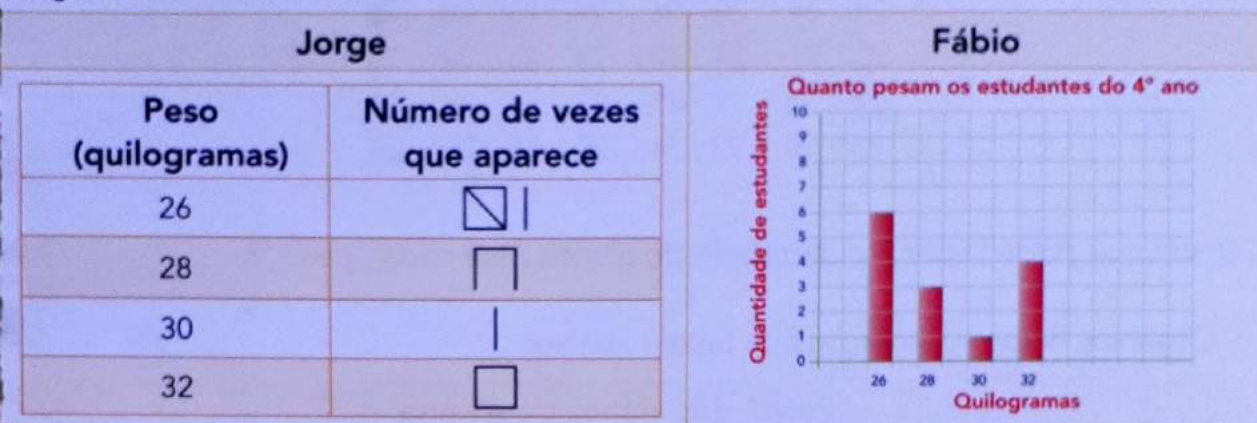 Jorge
Peso
(quilogramas)
Número de vezes
que aparece
26
28
30
32
Fábio
Quanto pesam os estudantes do 4º ano
Quantidade de estudantes
10
9
8
7
6
5
4
3
2
1
0
26 28 30 32
Quilogramas